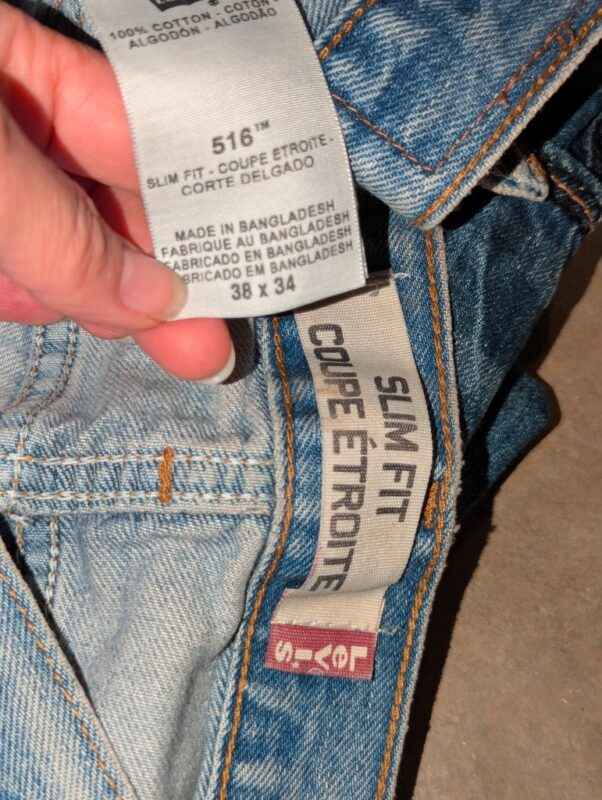 100% COTTON - COTON -
ALGODÓN - ALGODÃO
516™
SLIM FIT - COUPE ETROITE -
CORTE DELGADO
MADE IN BANGLADESH
FABRIQUE AU BANGLADESH
FABRICADO EN BANGLADESH
FABRICADO EM BANGLADESH
38 x 34
SLIM FIT
COUPE ÉTROITE
Levi's